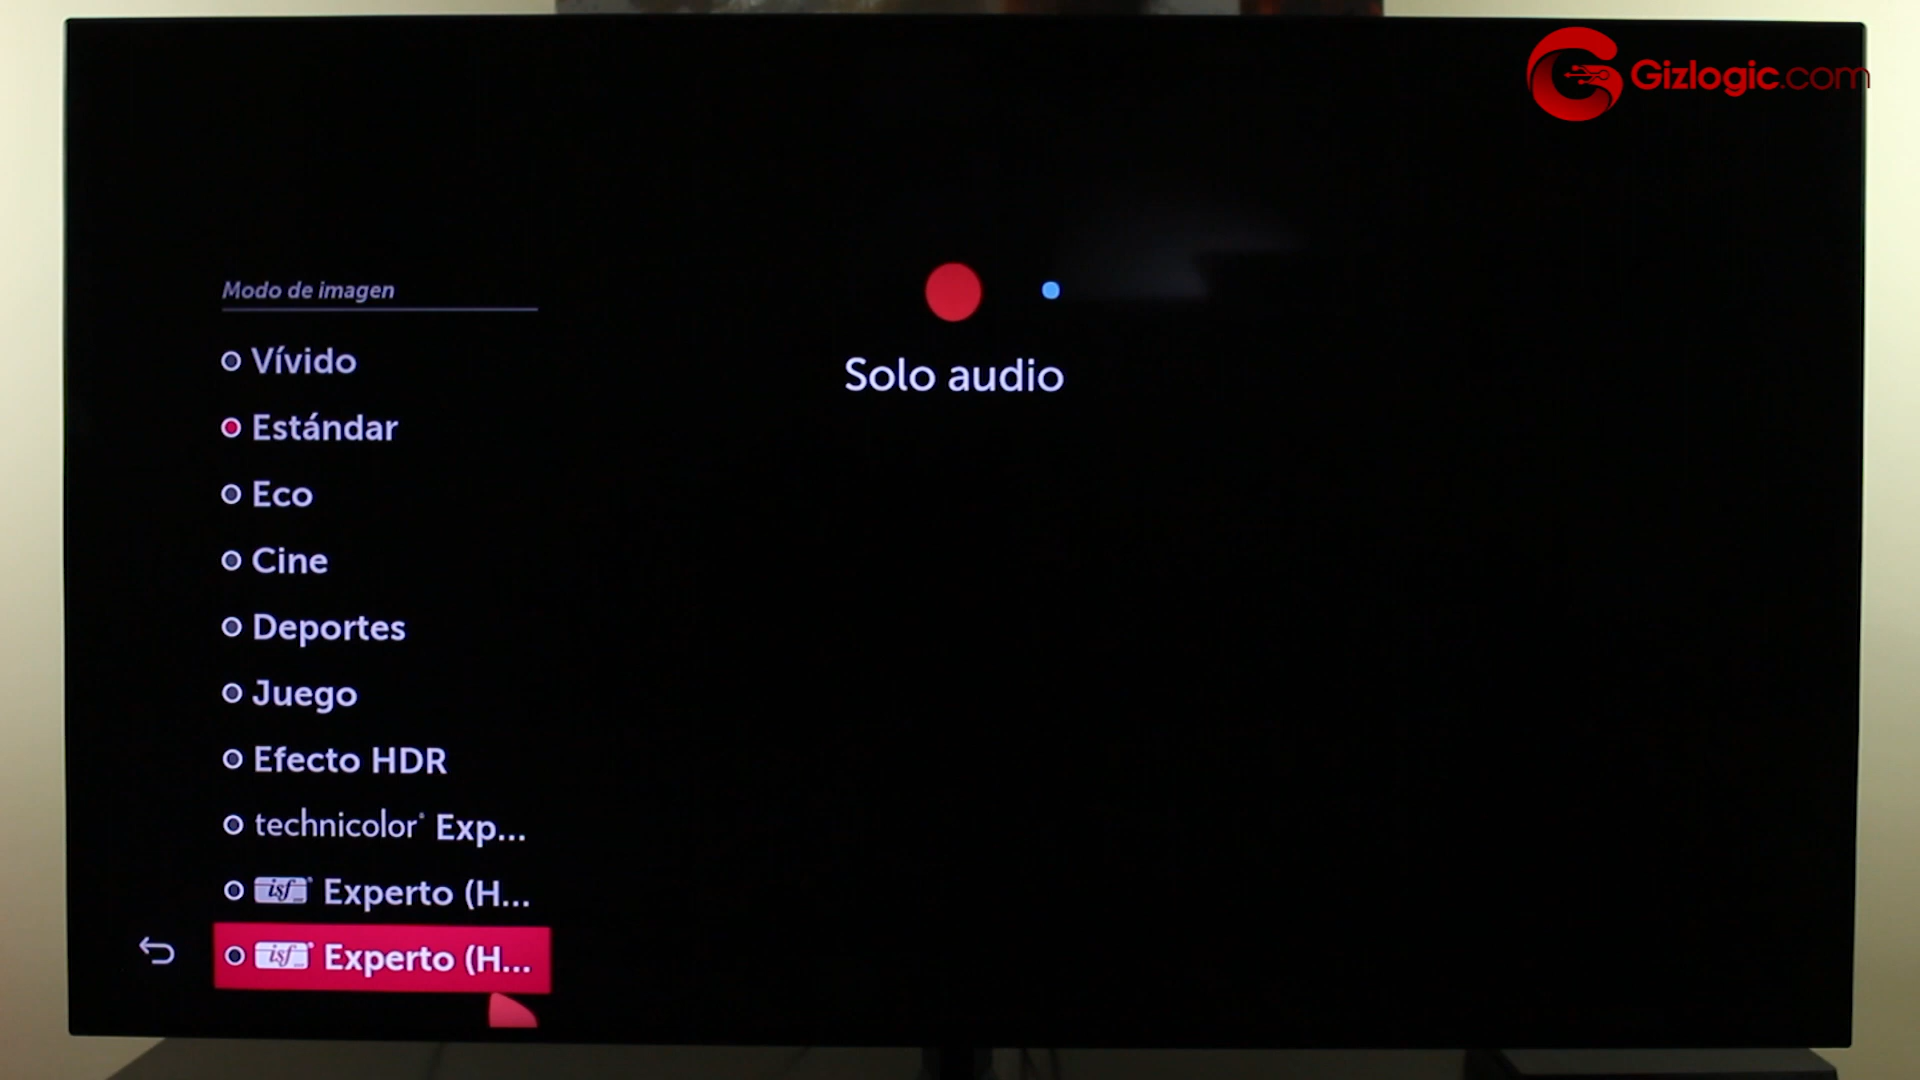 Gizlogic.com
Modo de imagen
Vívido
Estándar
Eco
Cine
Deportes
Juego
Efecto HDR
technicolor® Exp...
isf® Experto (H...
isf® Experto (H...
Solo audio